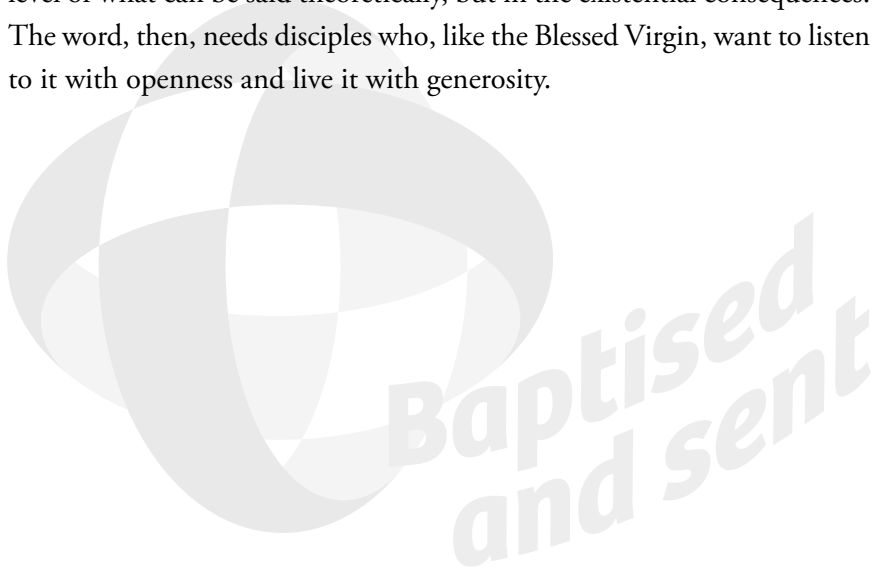 level of what can be said theoretically, but in the existential consequences.
The word, then, needs disciples who, like the Blessed Virgin, want to listen
to it with openness and live it with generosity.
Baptised
and sent